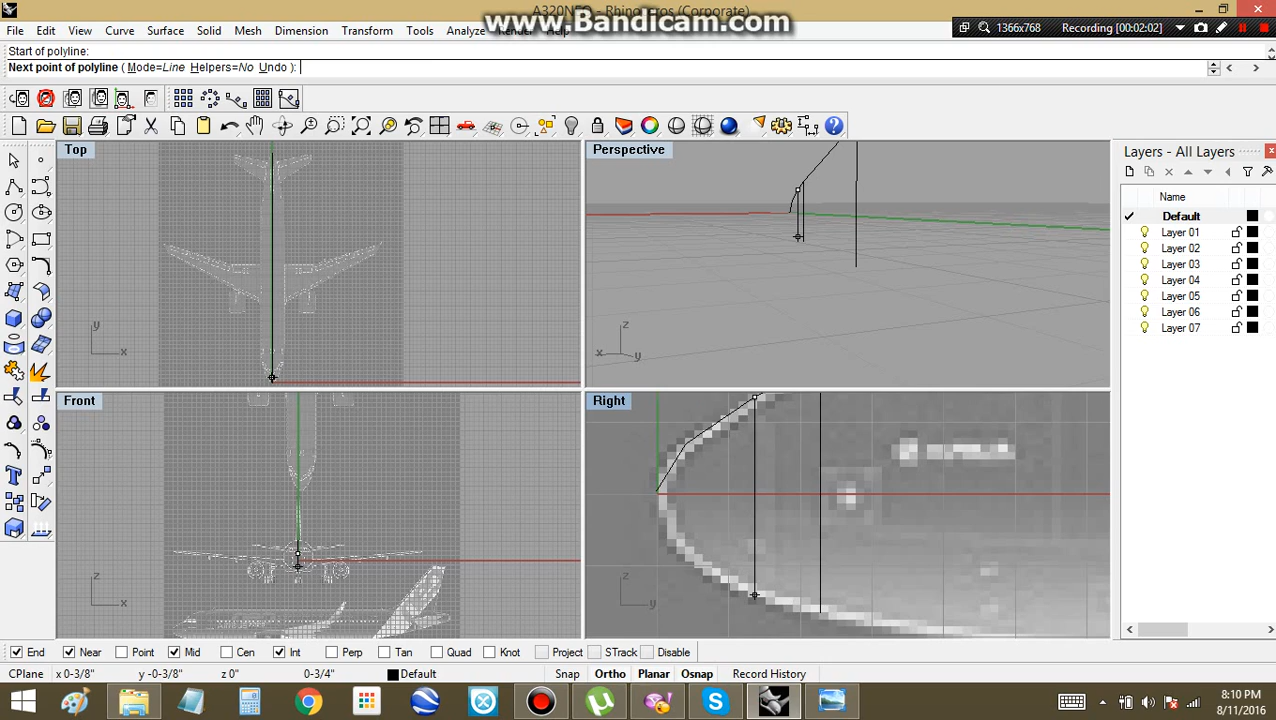 A320NEO - Rhinoceros (Corporate)
www.Bandicam.com
1366x768 Recording [00:02:02]
File Edit View Curve Surface Solid Mesh Dimension Transform Tools Analyze Render
Start of polyline:
Next point of polyline ( Mode=Line Helpers=No Undo ):
Top
Perspective
Layers - All Layers
Name
Default
Layer 01
Layer 02
Layer 03
Layer 04
Layer 05
Layer 06
Layer 07
y
x
z
x
y
Front
Right
z
x
z
y
End Near Point Mid Cen Int Perp Tan Quad Knot Project STrack Disable
CPlane x 0-3/8" y -0-3/8" z 0" 0-3/4" Default Snap Ortho Planar Osnap Record History
8:10 PM
8/11/2016